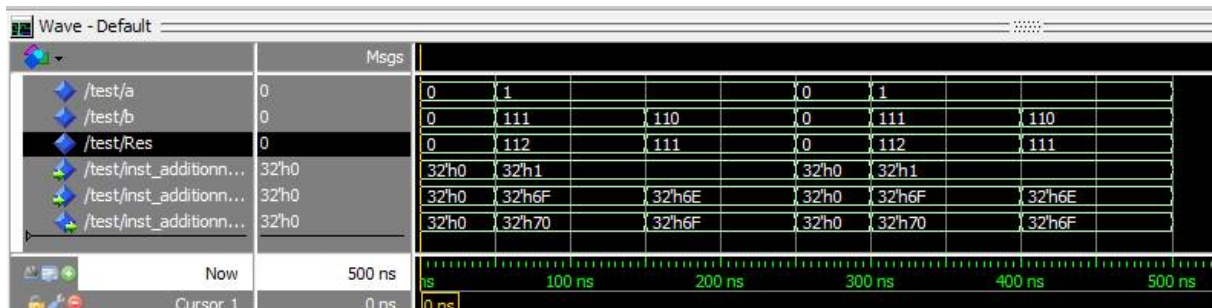 Wave - Default
Msgs
/test/a 0 0 1 0 1
/test/b 0 0 111 110 0 111 110
/test/Res 0 0 112 111 0 112 111
/test/inst_additionn... 32'h0 32'h0 32'h1 32'h0 32'h1
/test/inst_additionn... 32'h0 32'h0 32'h6F 32'h6E 32'h0 32'h6F 32'h6E
/test/inst_additionn... 32'h0 32'h0 32'h70 32'h6F 32'h0 32'h70 32'h6F
Now 500 ns ns 100 ns 200 ns 300 ns 400 ns 500 ns
Cursor 1 0 ns 0 ns